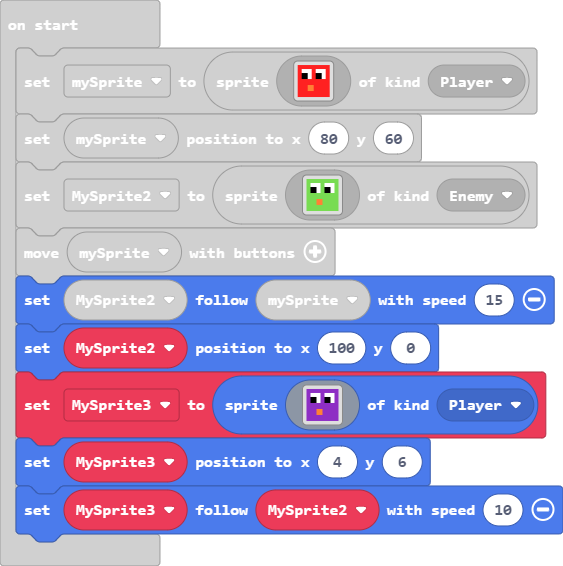 on start
set mySprite to sprite of kind Player
set mySprite position to x 80 y 60
set MySprite2 to sprite of kind Enemy
move mySprite with buttons
set MySprite2 follow mySprite with speed 15
set MySprite2 position to x 100 y 0
set MySprite3 to sprite of kind Player
set MySprite3 position to x 4 y 6
set MySprite3 follow MySprite2 with speed 10